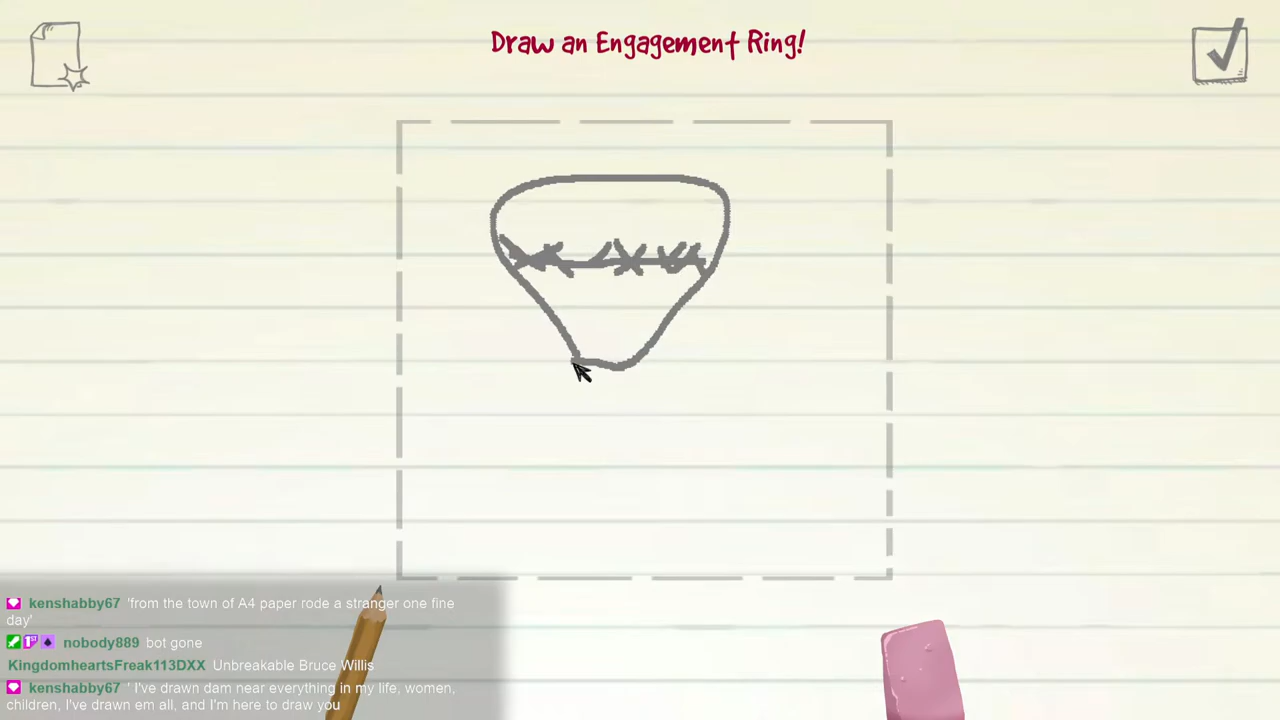 Draw an Engagement Ring!
kenshabby67 'from the town of A4 paper rode a stranger one fine
day'
nobody889 bot gone
KingdomheartsFreak113DXX Unbreakable Bruce Willis
kenshabby67 ' I've drawn dam near everything in my life, women,
children, I've drawn em all, and I'm here to draw you